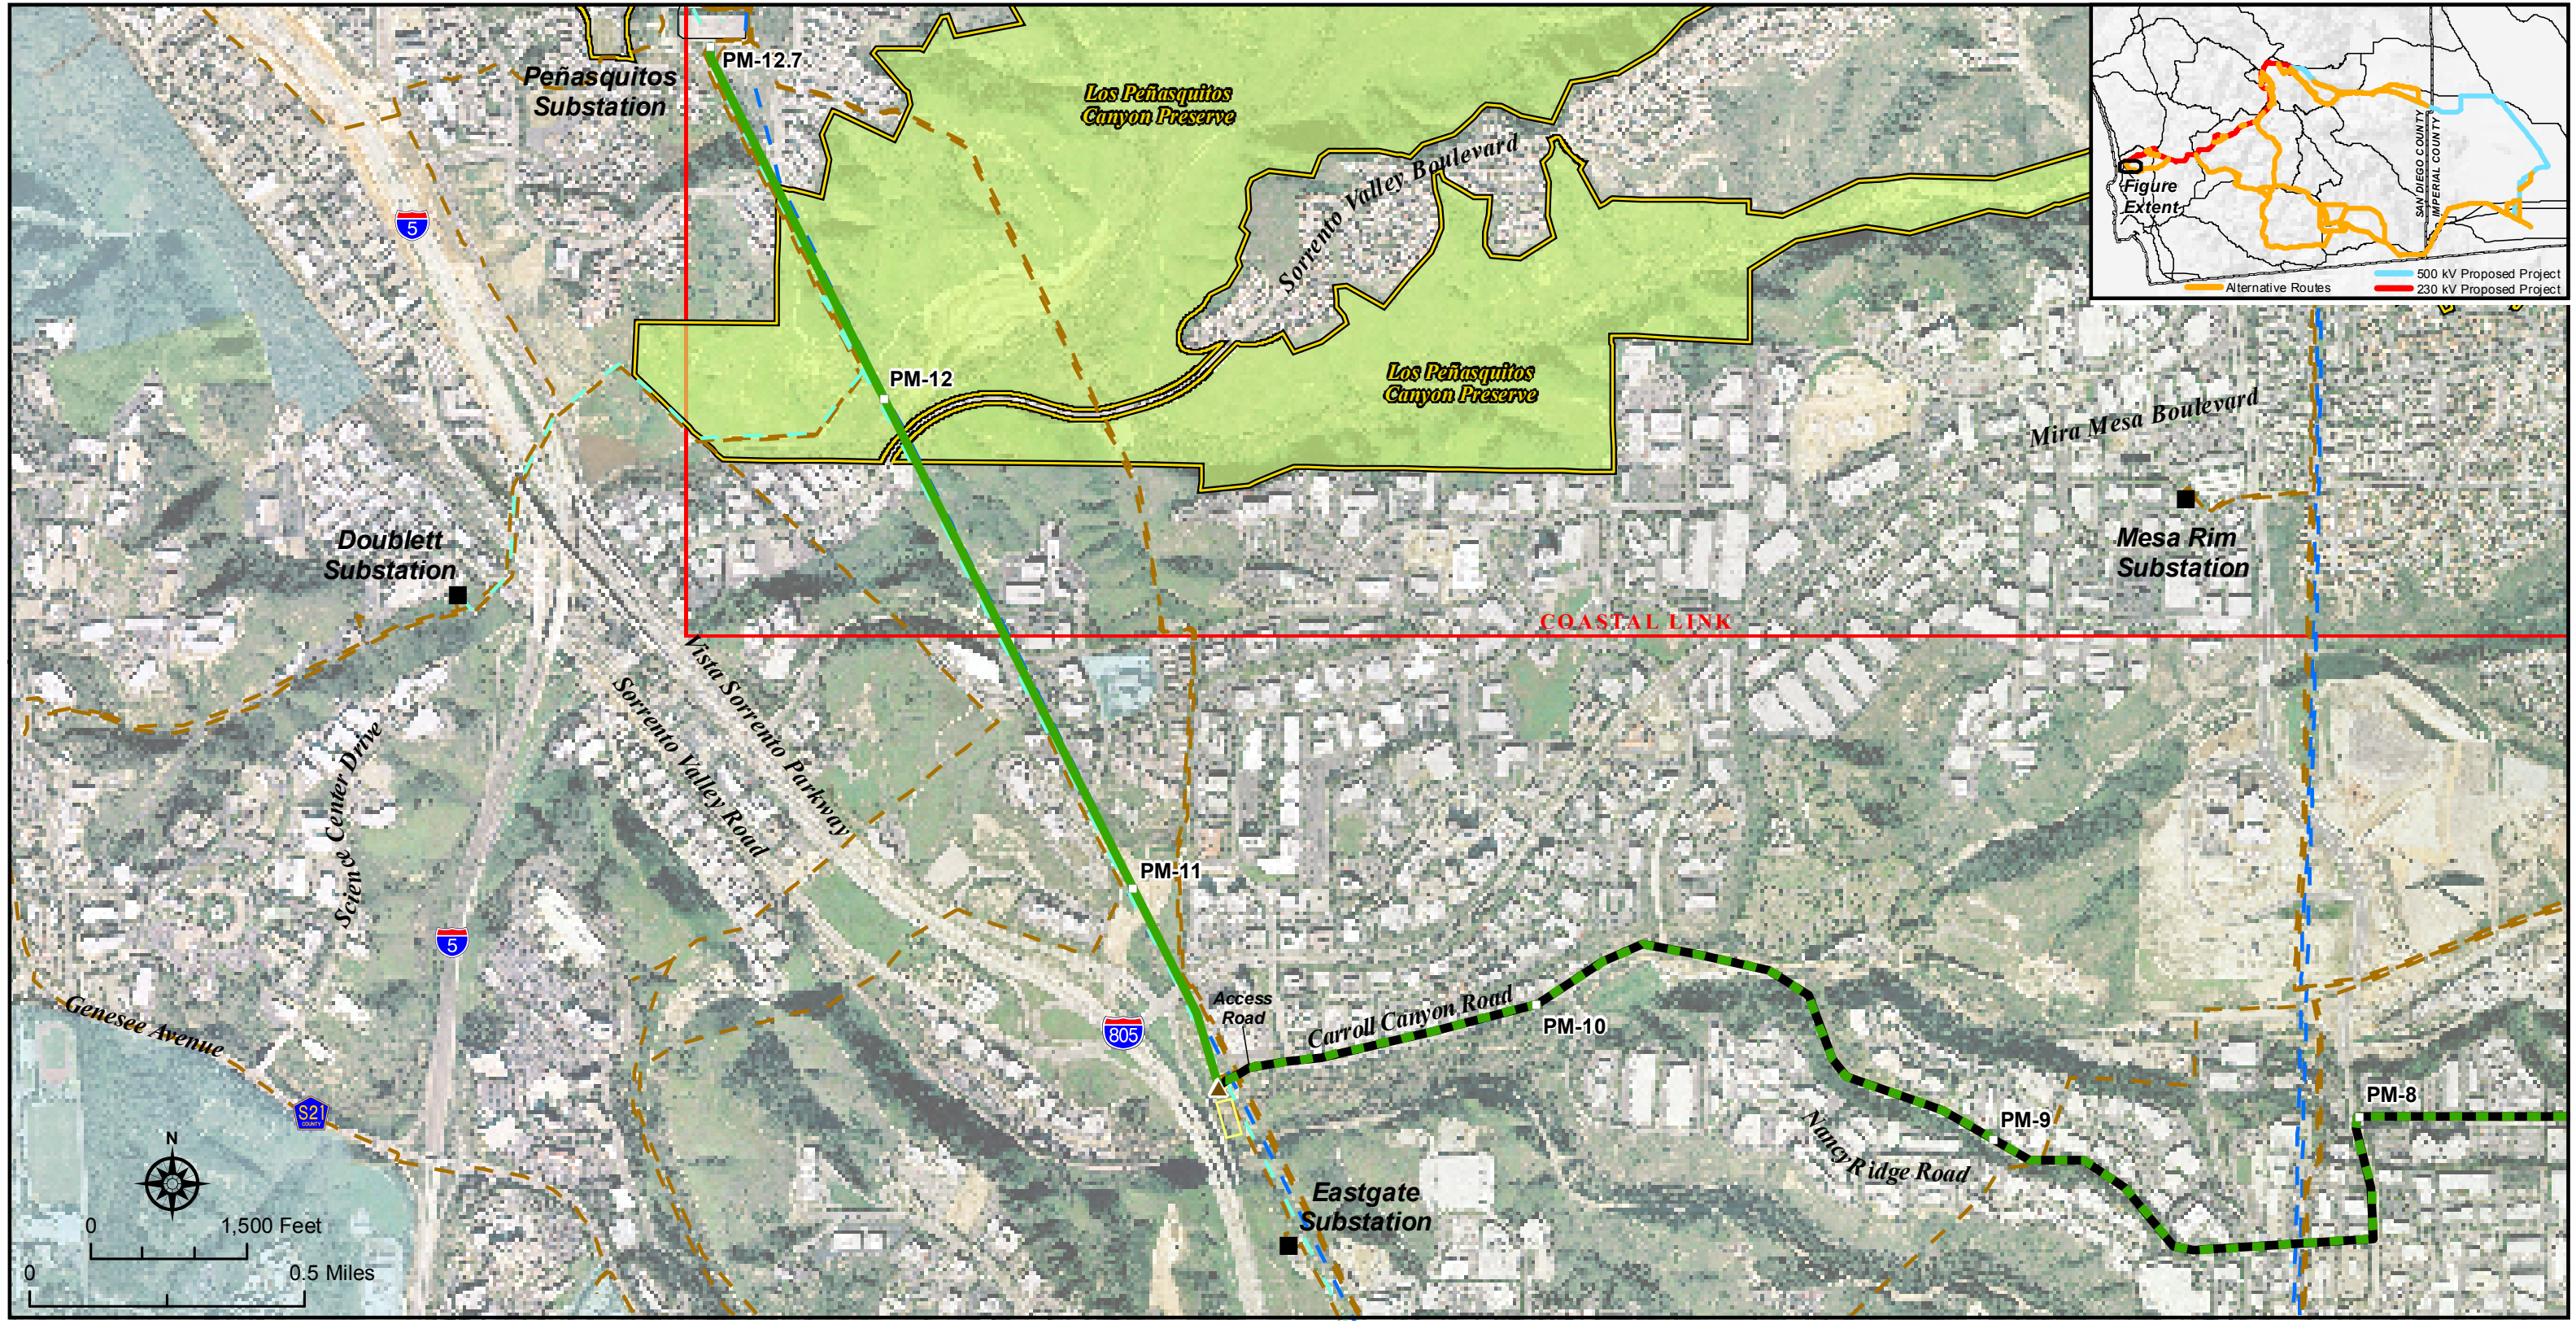 PM-12.7
Peñasquitos
Substation
Los Peñasquitos
Canyon Preserve
Sorrento Valley Boulevard
5
Figure
Extent
SAN DIEGO COUNTY
IMPERIAL COUNTY
500 kV Proposed Project
Alternative Routes
230 kV Proposed Project
PM-12
Los Peñasquitos
Canyon Preserve
Mira Mesa Boulevard
Doublett
Substation
Mesa Rim
Substation
COASTAL LINK
Vista Sorrento Parkway
Sorrento Valley Road
Science Center Drive
PM-11
5
Access
Road
Carroll Canyon Road
PM-10
805
Genesee Avenue
S21
COUNTY
PM-9
PM-8
Nancy Ridge Road
N
Eastgate
Substation
0
1,500 Feet
0
0.5 Miles